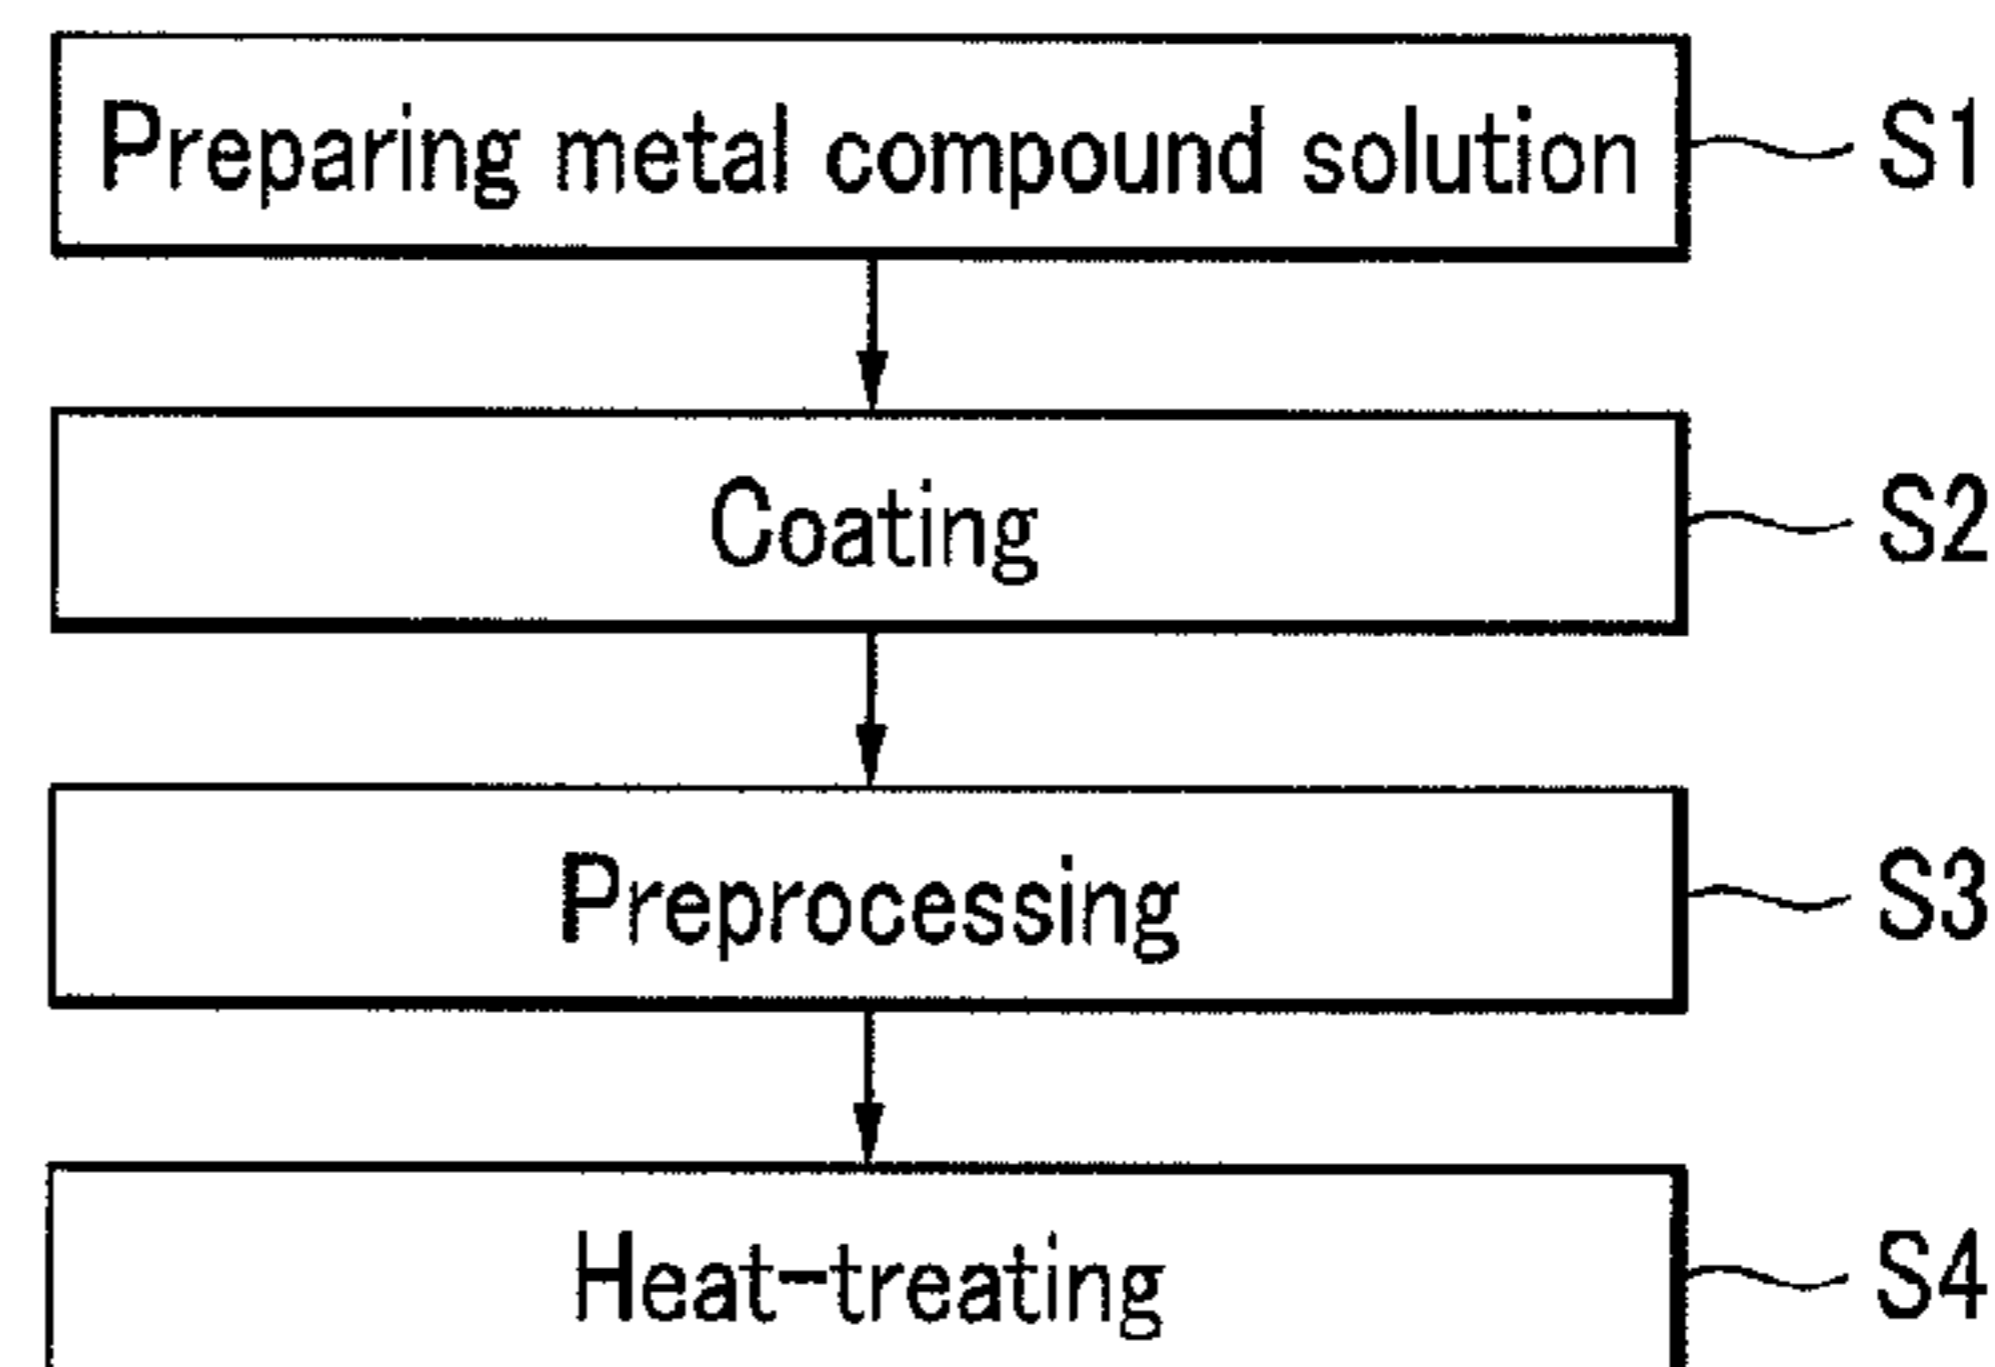 Preparing metal compound solution S1
Coating S2
Preprocessing S3
Heat-treating S4